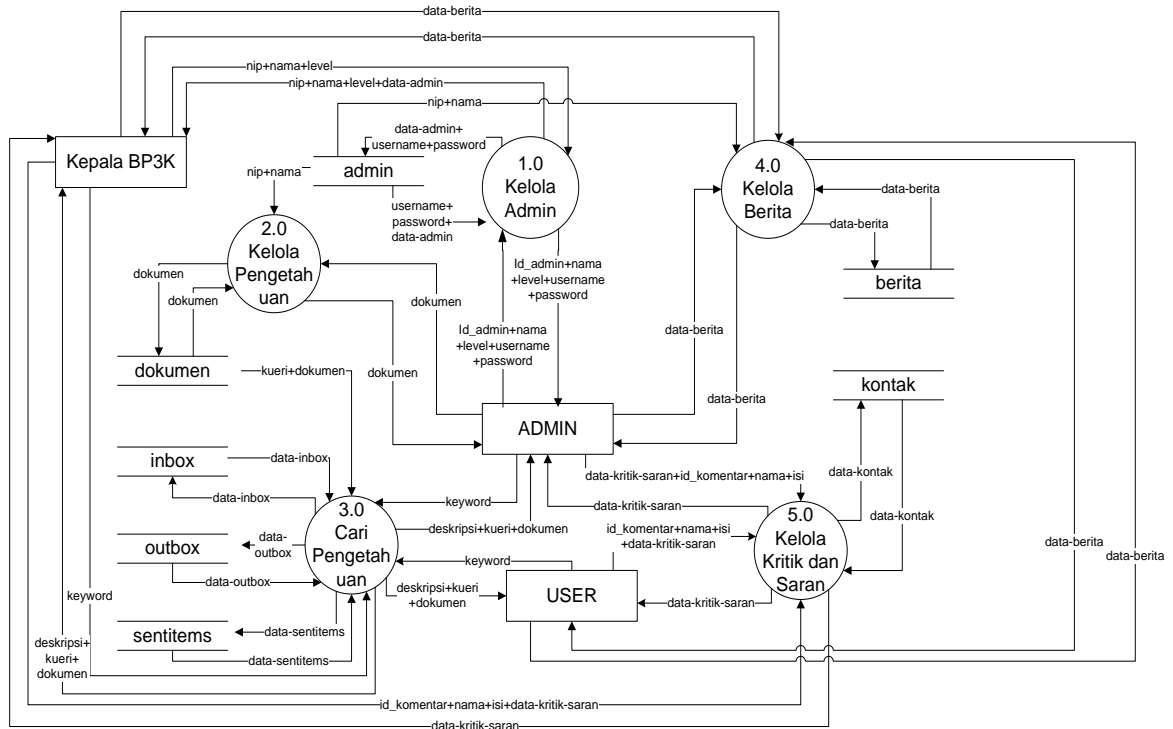 data-berita
data-berita
nip+nama+level
nip+nama+level+data-admin
nip+nama
data-admin+
username+password
Kepala BP3K
admin
1.0
Kelola
Admin
4.0
Kelola
Berita
nip+nama
username+
password+
data-admin
data-berita
data-berita
2.0
Kelola
Pengetah
uan
dokumen
dokumen
dokumen
Id_admin+nama
+level+username
+password
berita
Id_admin+nama
+level+username
+password
data-berita
dokumen
kueri+dokumen
dokumen
kontak
data-berita
ADMIN
inbox
data-inbox
data-inbox
data-kritik-saran+id_komentar+nama+isi
data-kontak
keyword
data-kritik-saran
3.0
Cari
Pengetah
uan
deskripsi+kueri+dokumen
5.0
Kelola
Kritik dan
Saran
data-kontak
outbox
data-
outbox
id_komentar+nama+isi
+data-kritik-saran
data-berita
data-berita
keyword
data-outbox
deskripsi+kueri
+dokumen
USER
data-kritik-saran
keyword
sentitems
data-sentitems
data-sentitems
deskripsi+
kueri+
dokumen
id_komentar+nama+isi+data-kritik-saran
data-kritik-saran